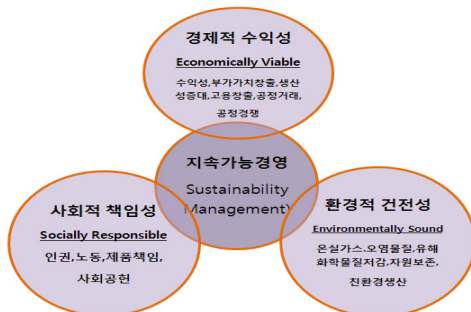 경제적 수익성
Economically Viable
수익성,부가가치창출,생산
성증대,고용창출,공정거래,
공정경쟁
지속가능경영
Sustainability
Management)
사회적 책임성
Socially Responsible
인권,노동,제품책임,
사회공헌
환경적 건전성
Environmentally Sound
온실가스.오염물질,유해
화학물질저감,자원보존,
친환경생산